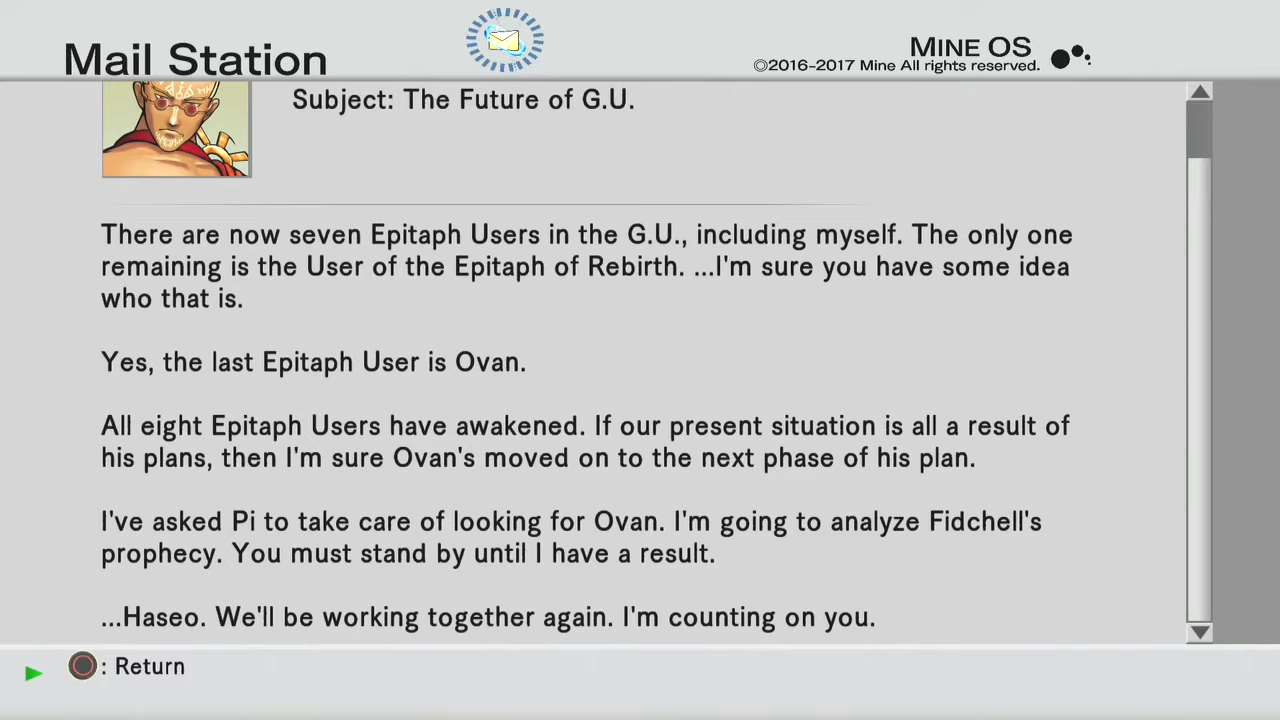 Mail Station
MINE OS
©2016-2017 Mine All rights reserved.
Subject: The Future of G.U.
There are now seven Epitaph Users in the G.U., including myself. The only one
remaining is the User of the Epitaph of Rebirth. ...I'm sure you have some idea
who that is.
Yes, the last Epitaph User is Ovan.
All eight Epitaph Users have awakened. If our present situation is all a result of
his plans, then I'm sure Ovan's moved on to the next phase of his plan.
I've asked Pi to take care of looking for Ovan. I'm going to analyze Fidchell's
prophecy. You must stand by until I have a result.
...Haseo. We'll be working together again. I'm counting on you.
: Return